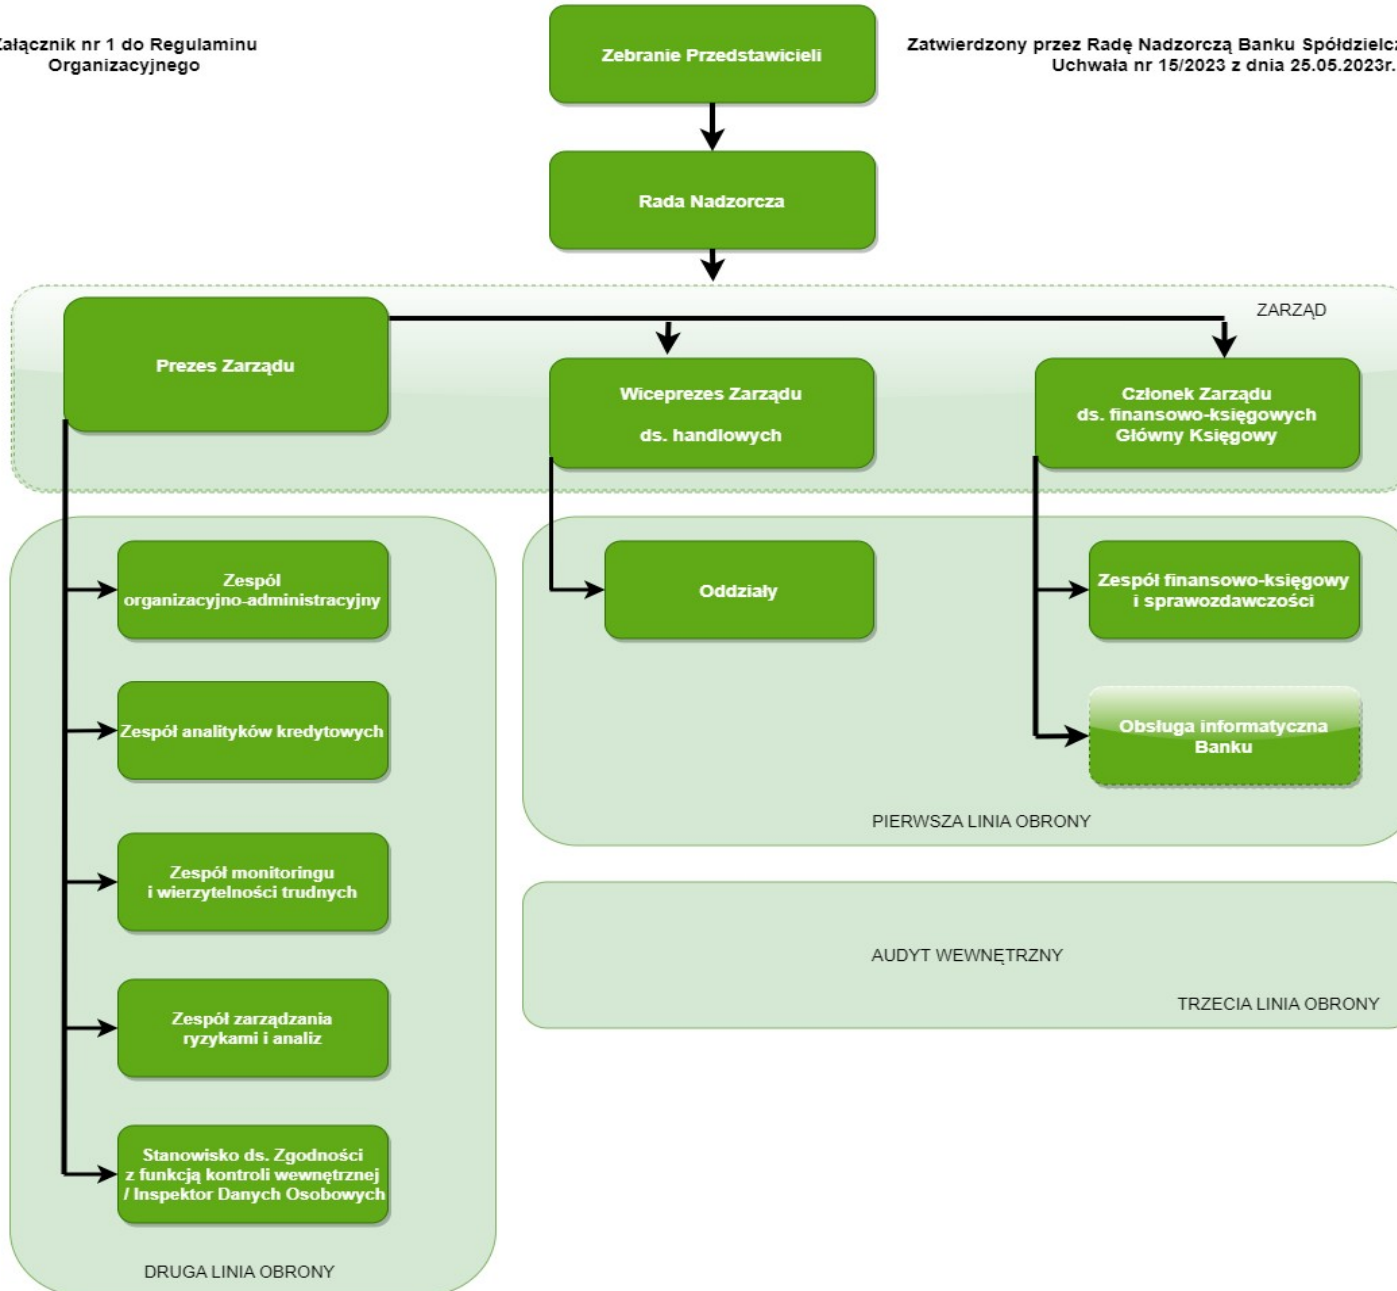 Załącznik nr 1 do Regulaminu
Organizacyjnego
Zatwierdzony przez Radę Nadzorczą Banku
Uchwała nr 15/2023 z dnia 25.05.2023r.
Zebranie Przedstawicieli
Rada Nadzorcza
ZARZĄD
Prezes Zarządu
Wiceprezes Zarządu
ds. handlowych
Członek Zarządu
ds. finansowo-księgowych
Główny Księgowy
Zespół
organizacyjno-administracyjny
Zespół analityków kredytowych
Zespół monitoringu
i wierzytelności trudnych
Zespół zarządzania
ryzykami i analiz
Stanowisko ds. Zgodności
z funkcją kontroli wewnętrznej
/ Inspektor Danych Osobowych
DRUGA LINIA OBRONY
Oddziały
Zespół finansowo-księgowy
i sprawozdawczości
Obsługa informatyczna
Banku
PIERWSZA LINIA OBRONY
AUDYT WEWNĘTRZNY
TRZECIA LINIA OBRONY